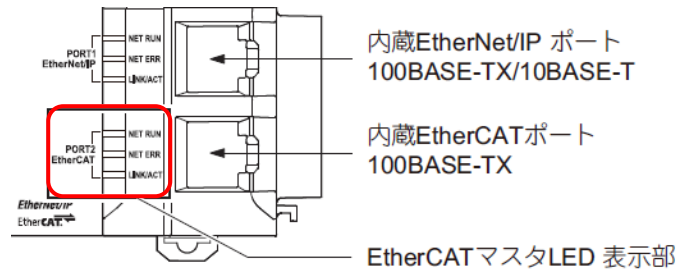 PORT1
EtherNet/IP
NET RUN
NET ERR
LINK/ACT
内蔵EtherNet/IP ポート
100BASE-TX/10BASE-T
PORT2
EtherCAT
NET RUN
NET ERR
LINK/ACT
内蔵EtherCATポート
100BASE-TX
EtherNet/IP
EtherCAT
EtherCATマスタLED 表示部